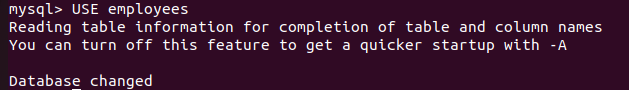 mysql> USE employees
Reading table information for completion of table and column names
You can turn off this feature to get a quicker startup with -A
Database changed